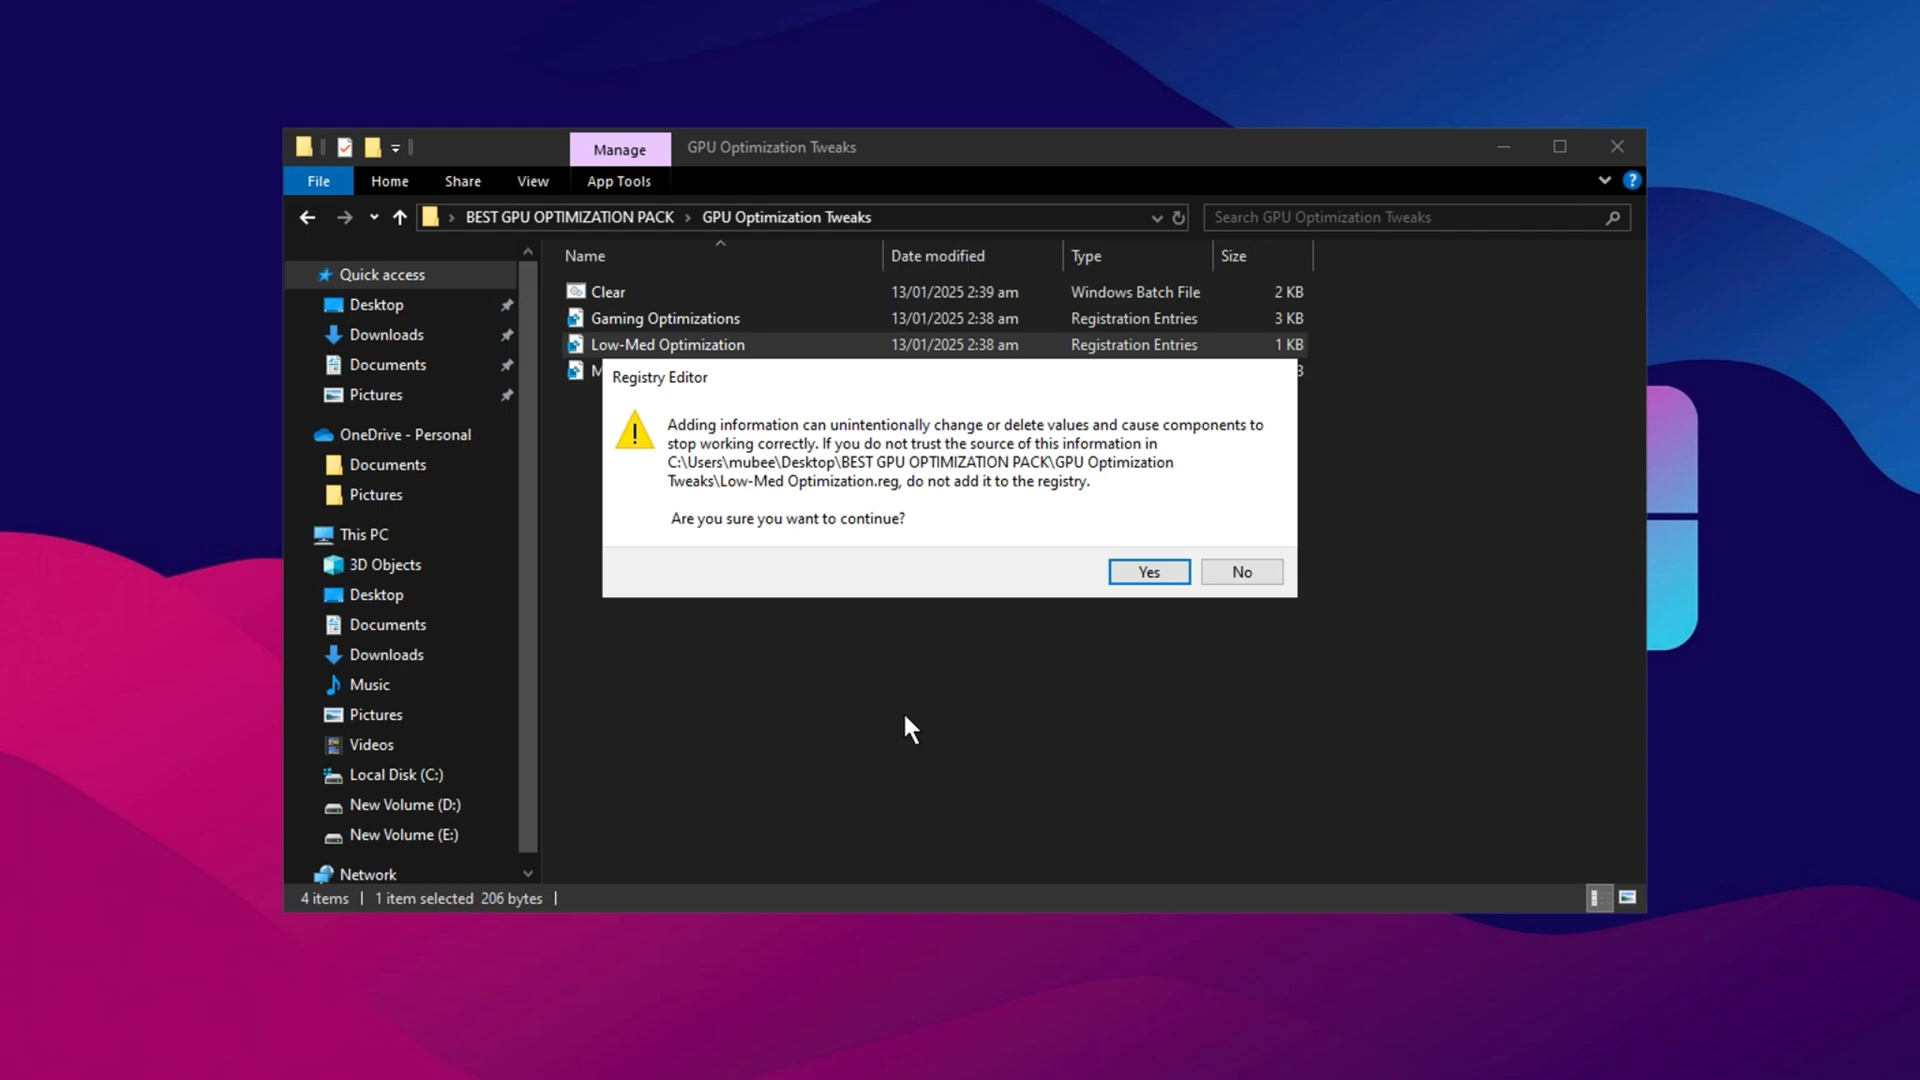 Manage
GPU Optimization Tweaks
File
Home
Share
View
App Tools
?
BEST GPU OPTIMIZATION PACK
GPU Optimization Tweaks
Search GPU Optimization Tweaks
Name
Date modified
Type
Size
Clear
13/01/2025 2:39 am
Windows Batch File
2 KB
Gaming Optimizations
13/01/2025 2:38 am
Registration Entries
3 KB
Low-Med Optimization
13/01/2025 2:38 am
Registration Entries
1 KB
Registry Editor
Adding information can unintentionally change or delete values and cause components to
stop working correctly. If you do not trust the source of this information in
C:\Users\mubee\Desktop\BEST GPU OPTIMIZATION PACK\GPU Optimization
Tweaks\Low-Med Optimization.reg, do not add it to the registry.
Are you sure you want to continue?
Yes
No
Quick access
Desktop
Downloads
Documents
Pictures
OneDrive - Personal
Documents
Pictures
This PC
3D Objects
Desktop
Documents
Downloads
Music
Pictures
Videos
Local Disk (C:)
New Volume (D:)
New Volume (E:)
Network
4 items
1 item selected 206 bytes